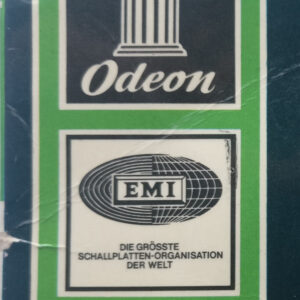 Odeon
EMI
DIE GRÖSSTE
SCHALLPLATTEN-ORGANISATION
DER WELT